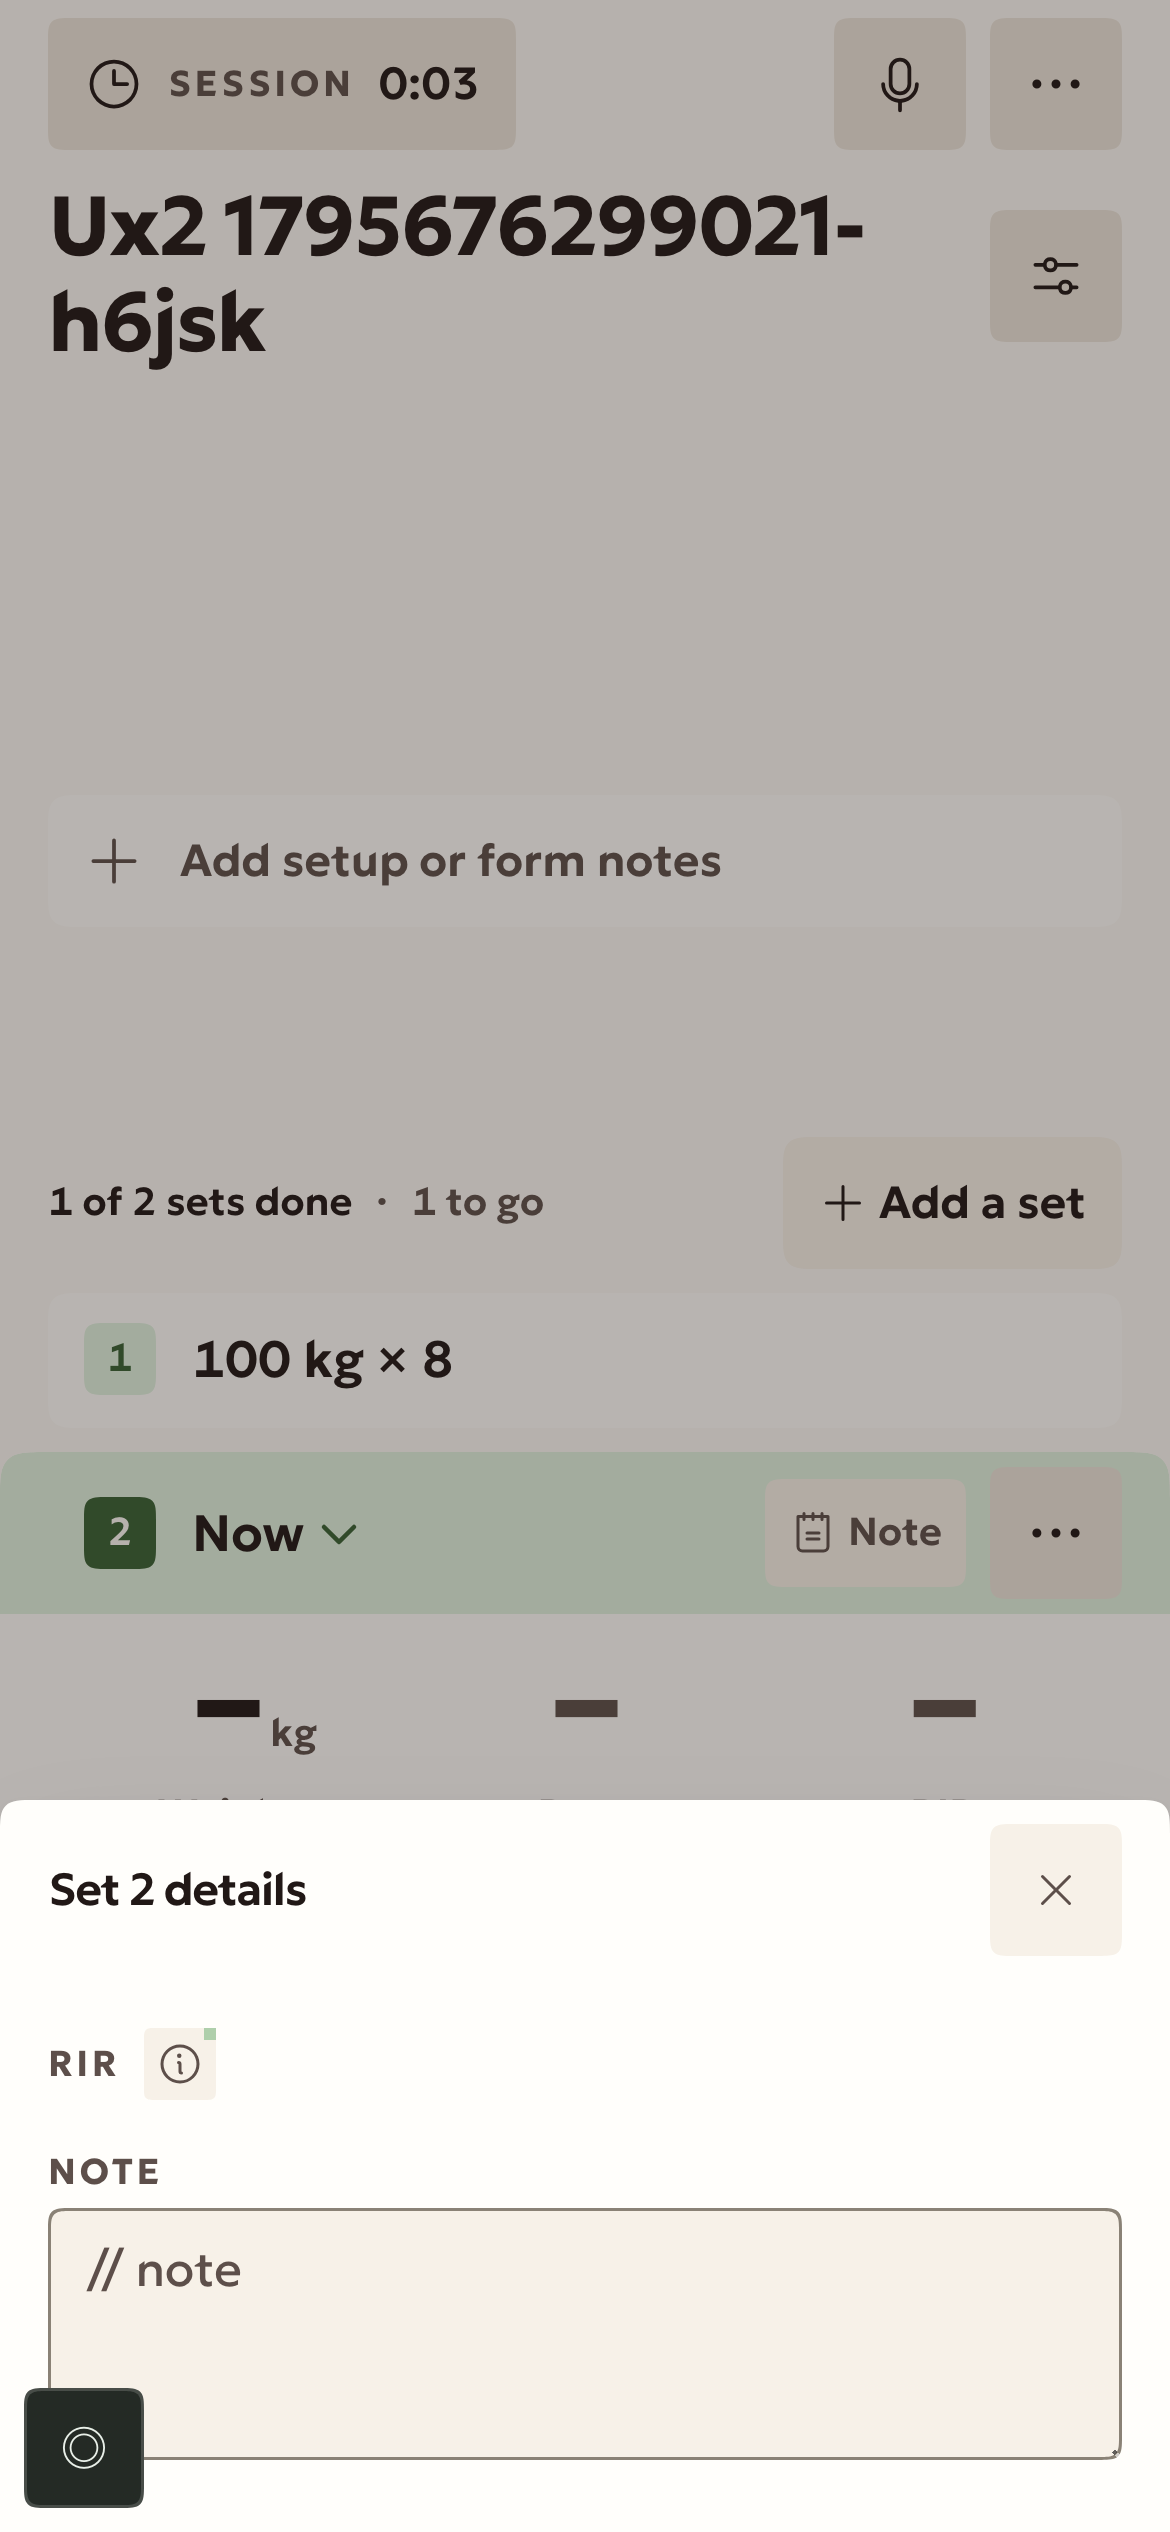 SESSION 0:03
Ux2 1795676299021-
h6jsk
Add setup or form notes
1 of 2 sets done · 1 to go
+ Add a set
1 100 kg × 8
2 Now
Note
— kg — —
Set 2 details
RIR
NOTE
// note